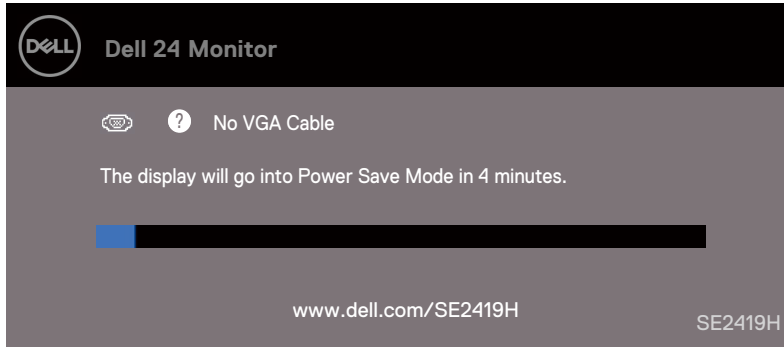 DELL
Dell 24 Monitor
? No VGA Cable
The display will go into Power Save Mode in 4 minutes.
www.dell.com/SE2419H
SE2419H